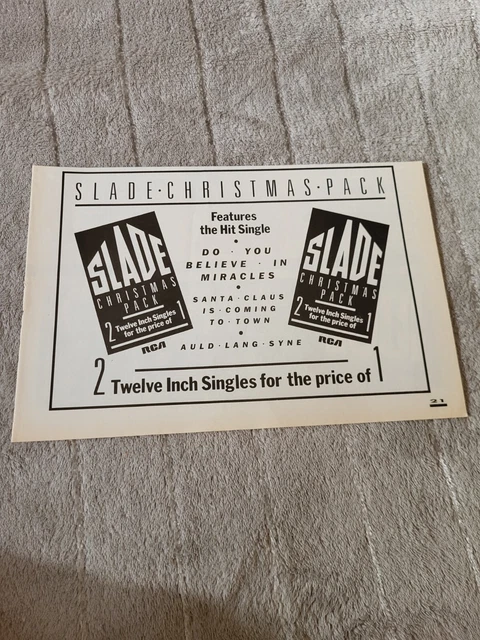 SLADE·CHRISTMAS·PACK
Features
the Hit Single
•
DO · YOU
BELIEVE · IN
MIRACLES
•
SANTA·CLAUS
IS·COMING
TO·TOWN
•
AULD·LANG·SYNE
SLADE
CHRISTMAS
PACK
2 Twelve Inch Singles
for the price of 1
RCA
SLADE
CHRISTMAS
PACK
2 Twelve Inch Singles
for the price of 1
RCA
2 Twelve Inch Singles for the price of 1
21